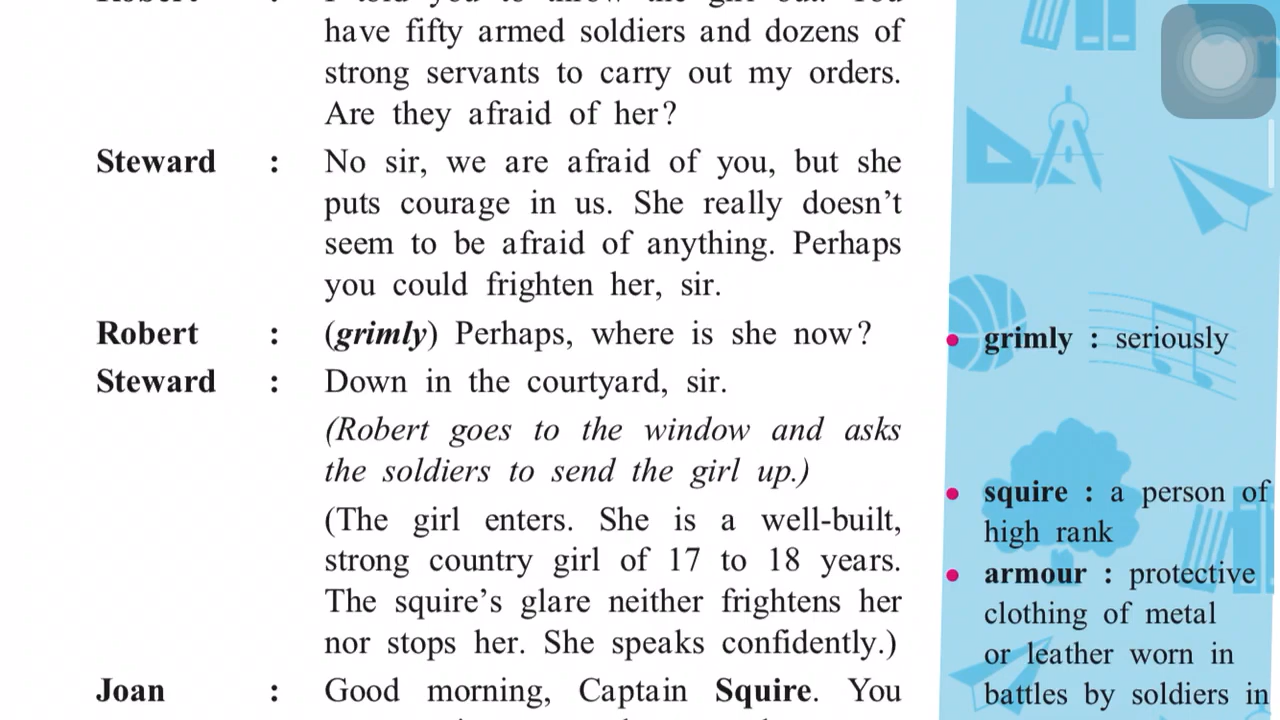 have fifty armed soldiers and dozens of
strong servants to carry out my orders.
Are they afraid of her?
Steward : No sir, we are afraid of you, but she
puts courage in us. She really doesn't
seem to be afraid of anything. Perhaps
you could frighten her, sir.
Robert : (grimly) Perhaps, where is she now?
Steward : Down in the courtyard, sir.
(Robert goes to the window and asks
the soldiers to send the girl up.)
(The girl enters. She is a well-built,
strong country girl of 17 to 18 years.
The squire's glare neither frightens her
nor stops her. She speaks confidently.)
Joan : Good morning, Captain Squire. You
• grimly : seriously
• squire : a person of
high rank
• armour : protective
clothing of metal
or leather worn in
battles by soldiers in